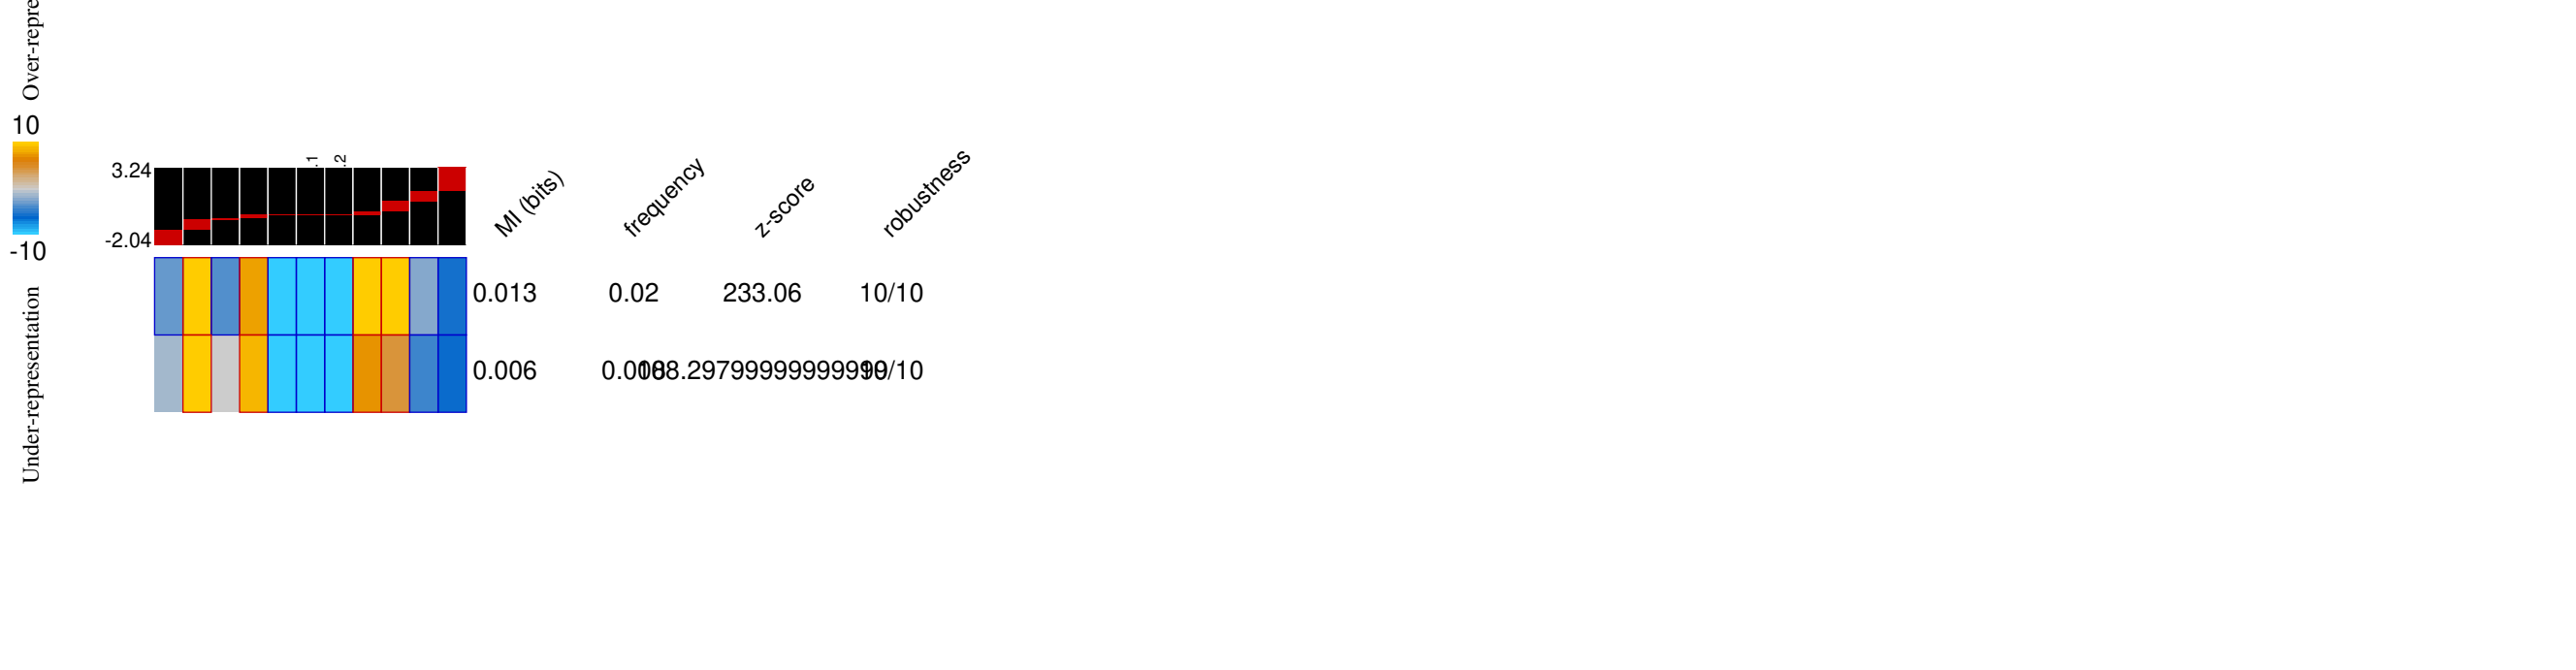 Over-repre
10
-10
Under-representation
3.24
-2.04
.1
.2
MI (bits)
frequency
z-score
robustness
0.013 0.02 233.06 10/10
0.006